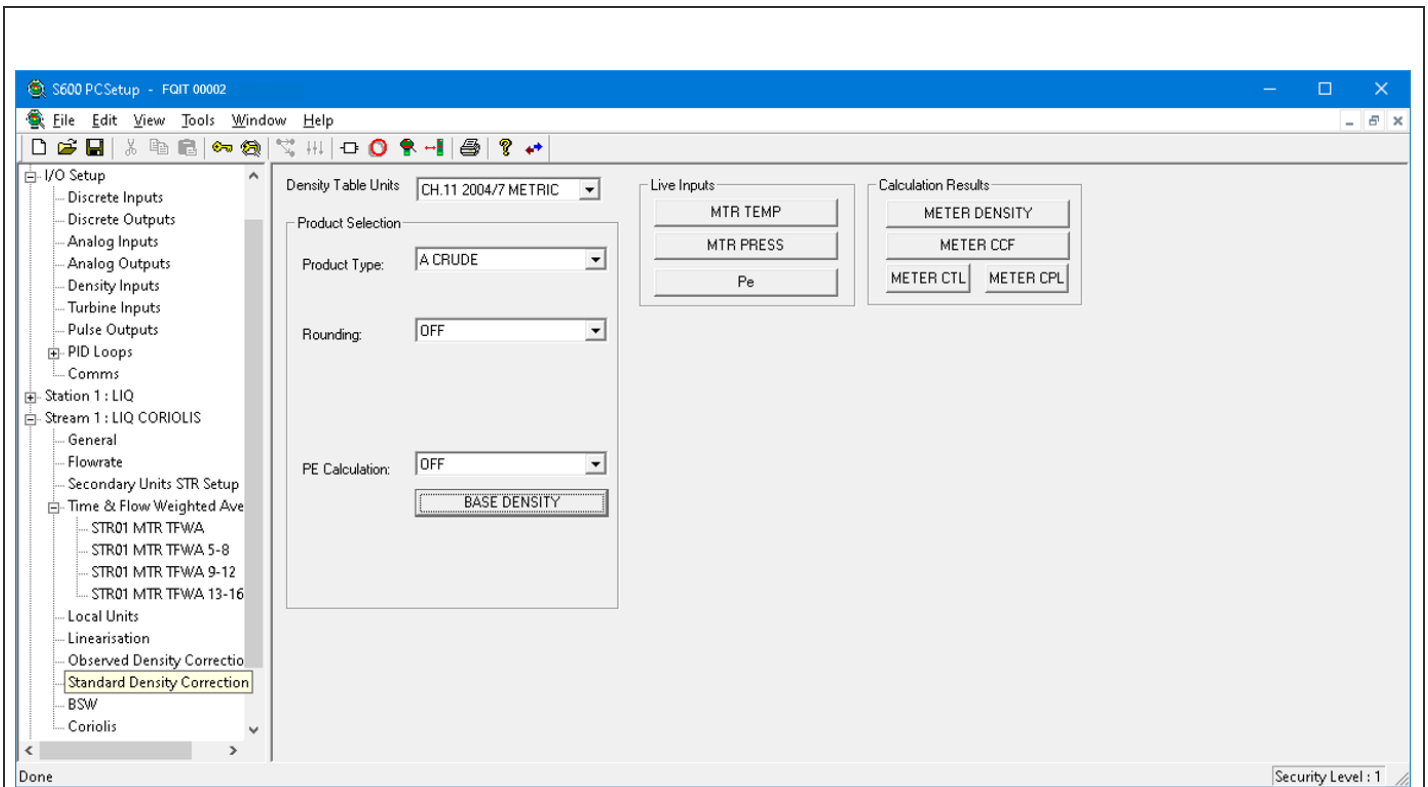 S600 PCSetup - FQIT 00002
File Edit View Tools Window Help
I/O Setup
Discrete Inputs
Discrete Outputs
Analog Inputs
Analog Outputs
Density Inputs
Turbine Inputs
Pulse Outputs
PID Loops
Comms
Station 1 : LIQ
Stream 1 : LIQ CORIOLIS
General
Flowrate
Secondary Units STR Setup
Time & Flow Weighted Ave
STR01 MTR TFWA
STR01 MTR TFWA 5-8
STR01 MTR TFWA 9-12
STR01 MTR TFWA 13-16
Local Units
Linearisation
Observed Density Correctio
Standard Density Correction
BSW
Coriolis
Density Table Units CH.11 2004/7 METRIC
Product Selection
Product Type: A CRUDE
Rounding: OFF
PE Calculation: OFF
BASE DENSITY
Live Inputs
MTR TEMP
MTR PRESS
Pe
Calculation Results
METER DENSITY
METER CCF
METER CTL METER CPL
Done Security Level : 1